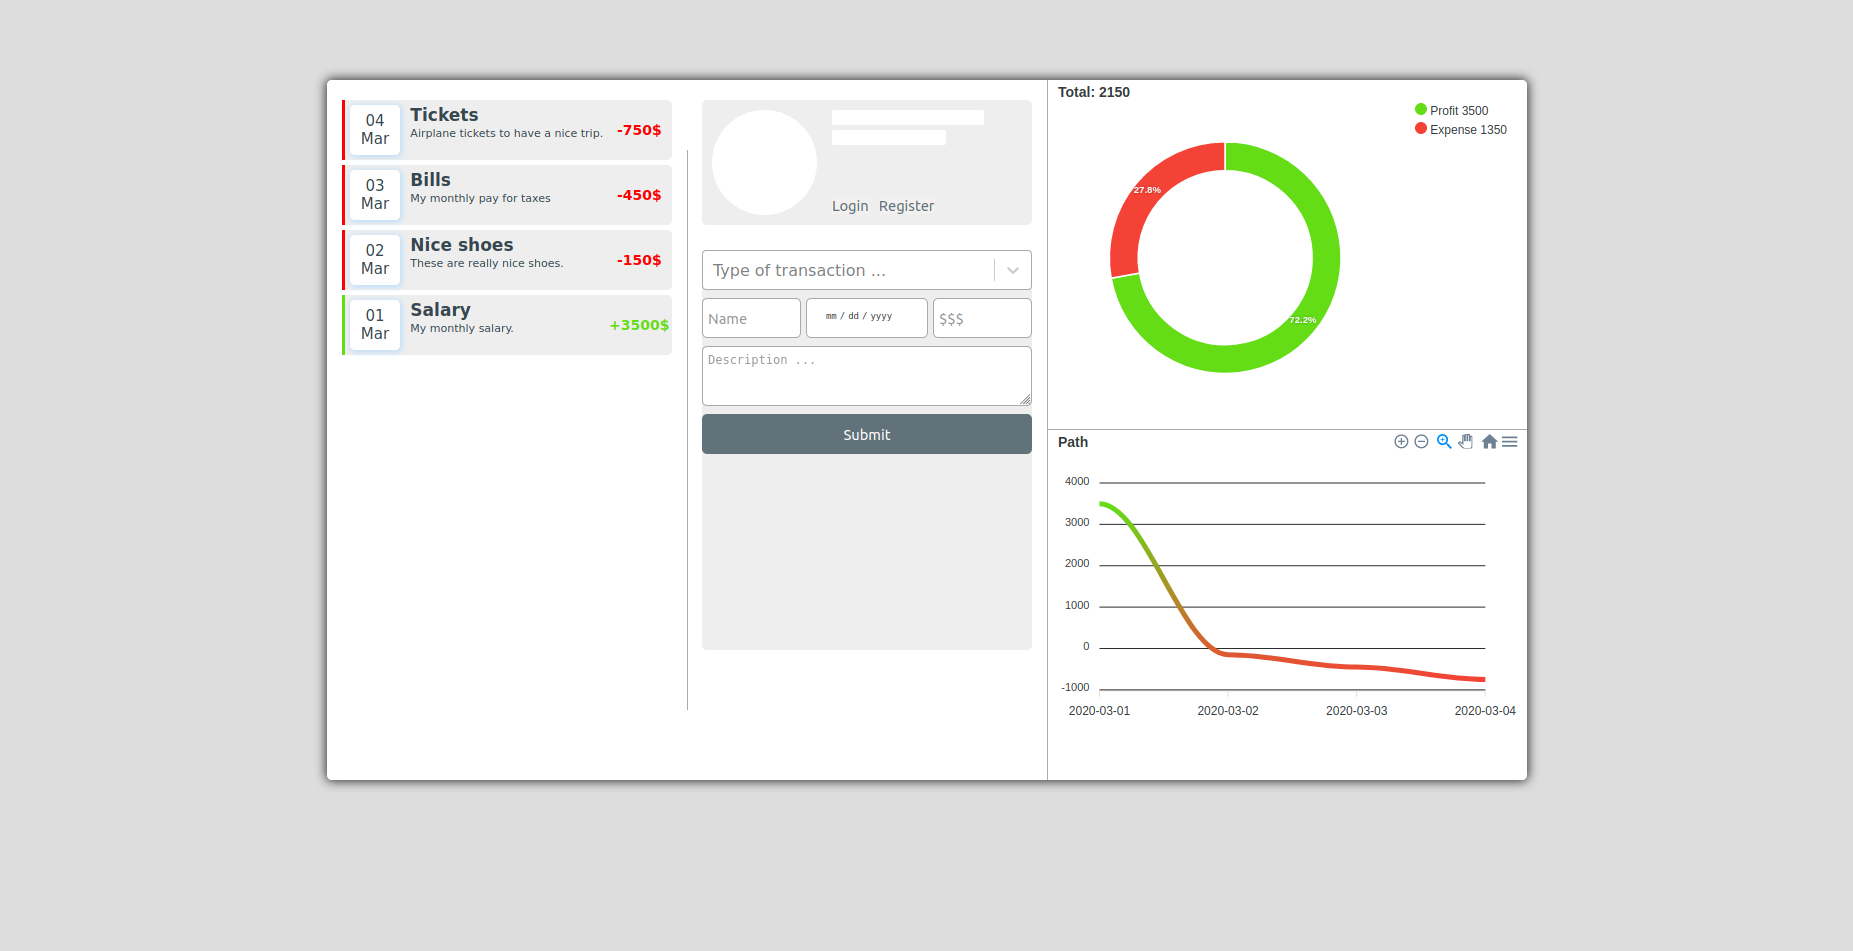 04
Mar
Tickets
Airplane tickets to have a nice trip.
-750$
03
Mar
Bills
My monthly pay for taxes
-450$
02
Mar
Nice shoes
These are really nice shoes.
-150$
01
Mar
Salary
My monthly salary.
+3500$
Login Register
Type of transaction ...
Name
mm / dd / yyyy
$$$
Description ...
Submit
Total: 2150
Profit 3500
Expense 1350
27.8%
72.2%
Path
4000
3000
2000
1000
0
-1000
2020-03-01 2020-03-02 2020-03-03 2020-03-04